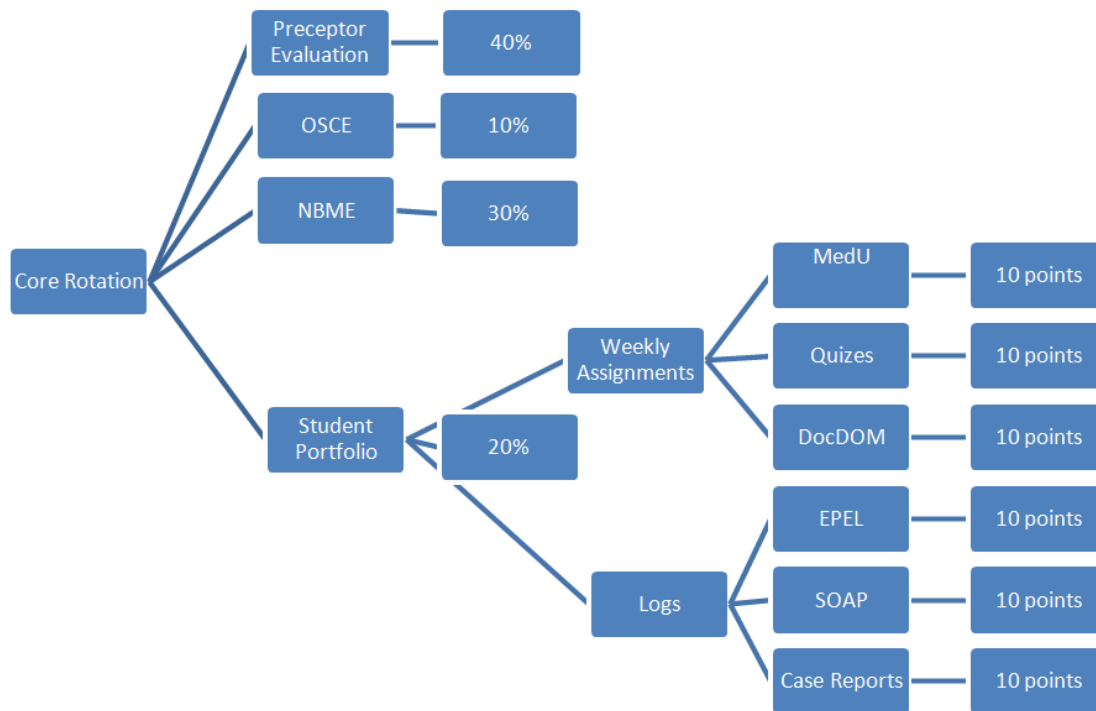 Preceptor
Evaluation
40%
OSCE
10%
NBME
30%
Core Rotation
MedU
10 points
Weekly
Assignments
Quizes
10 points
Student
Portfolio
20%
DocDOM
10 points
EPEL
10 points
Logs
SOAP
10 points
Case Reports
10 points